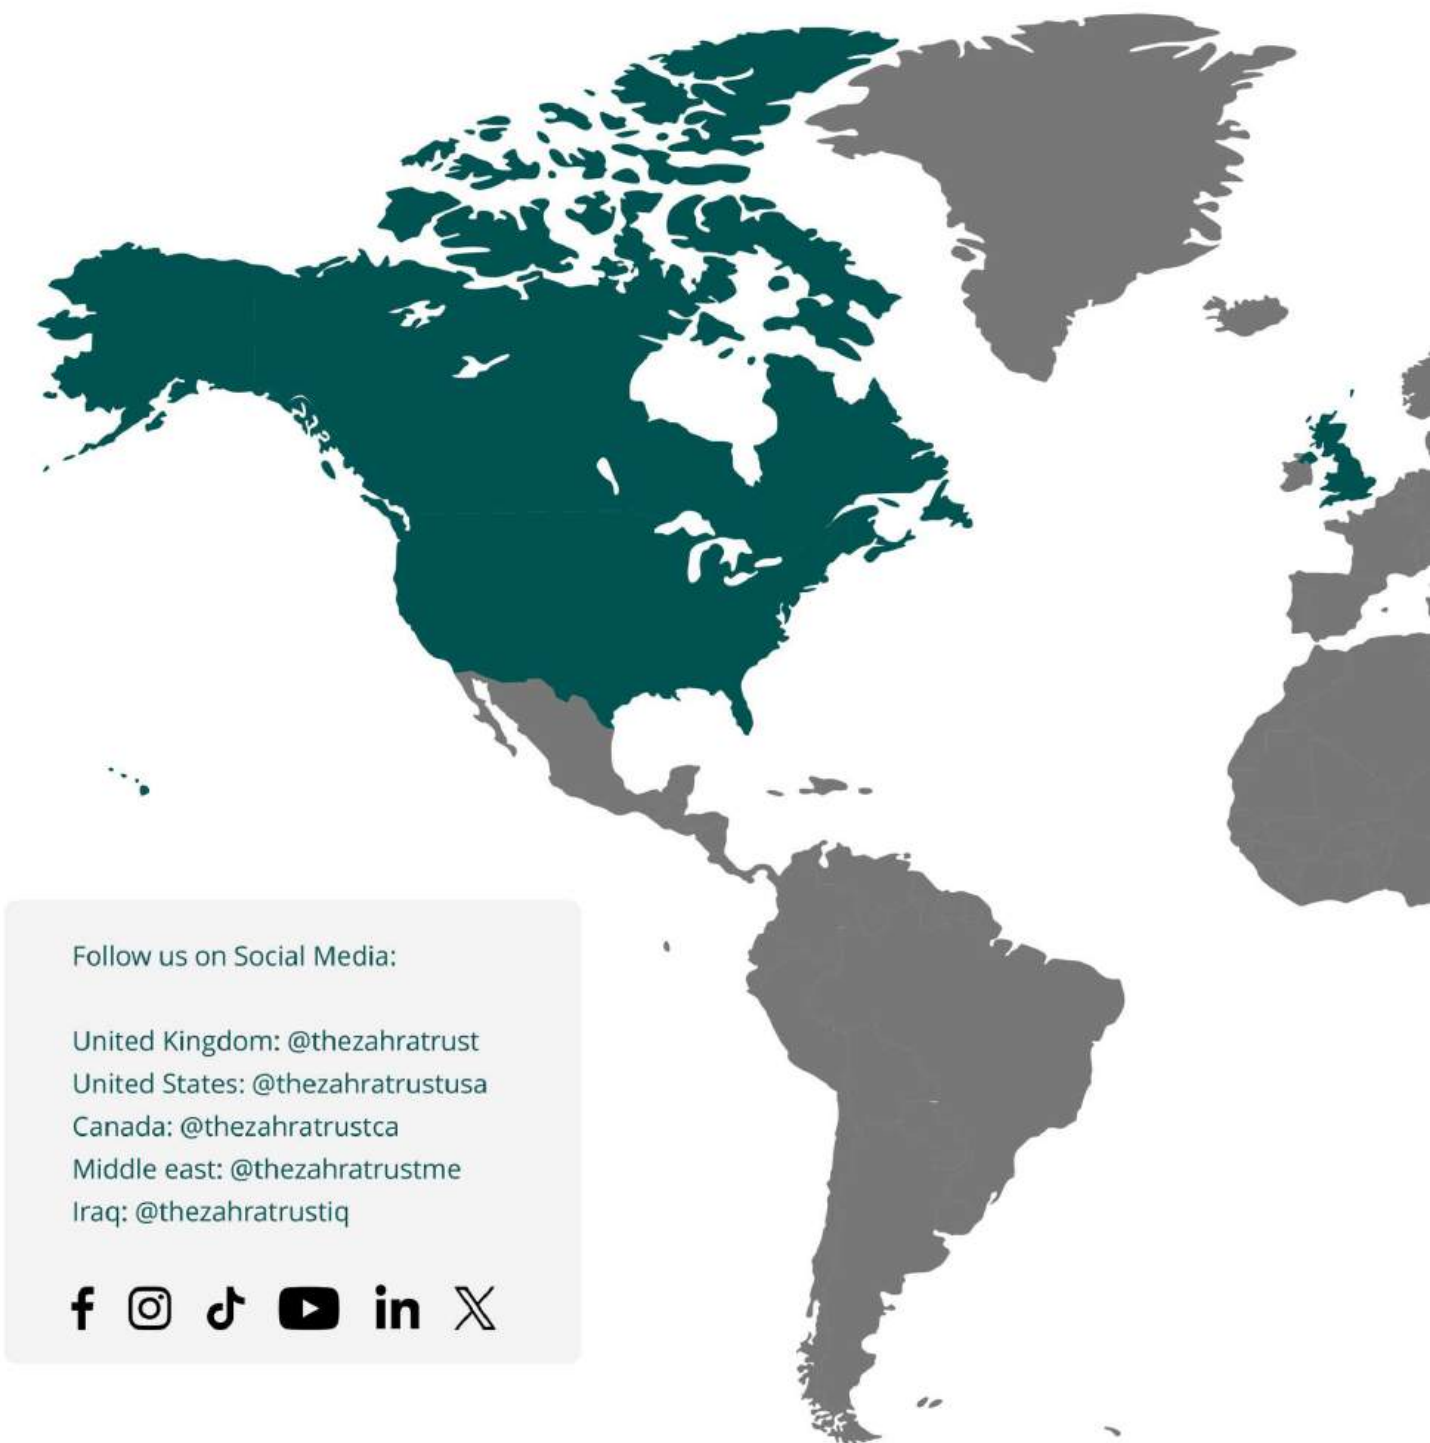 Follow us on Social Media:
United Kingdom: @thezahratrust
United States: @thezahratrustusa
Canada: @thezahratrustca
Middle east: @thezahratrustme
Iraq: @thezahratrustiq